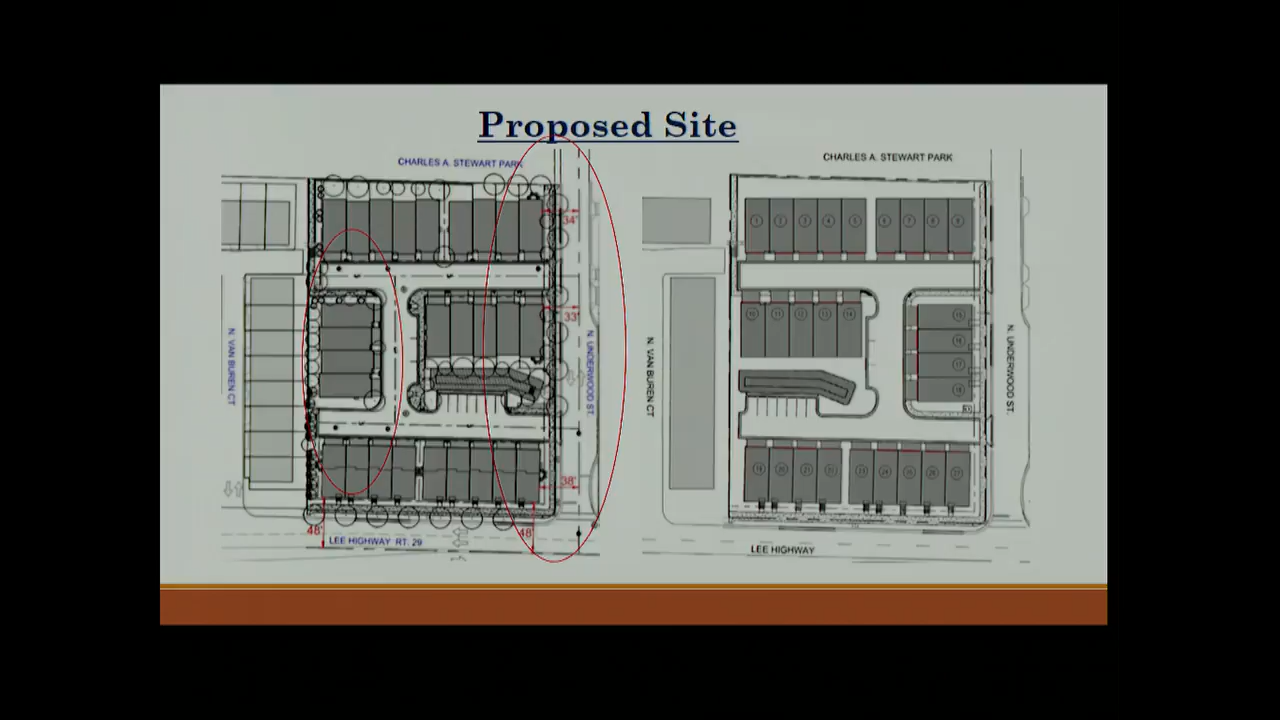 Proposed Site
CHARLES A. STEWART PARK
34'
33'
N. VAN BUREN CT
N. UNDERWOOD ST.
38'
48'
48'
LEE HIGHWAY RT. 29
CHARLES A. STEWART PARK
1 2 3 4 5 6 7 8 9
10 11 12 13 14
15
16
17
18
N. VAN BUREN CT
N. UNDERWOOD ST.
19 20 21 22 23 24 25 26 27
LEE HIGHWAY